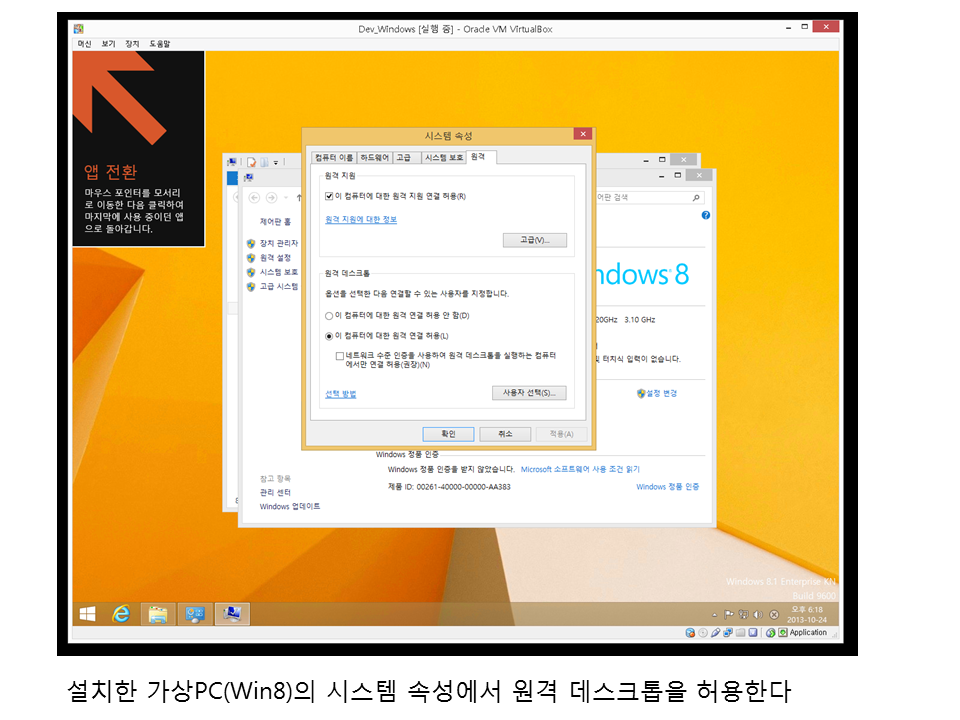 Dev_Windows [실행 중] - Oracle VM VirtualBox
머신 보기 장치 도움말
앱 전환
마우스 포인터를 모서리
로 이동한 다음 클릭하여
마지막에 사용 중이던 앱
으로 돌아갑니다.
시스템 속성
컴퓨터 이름 하드웨어 고급 시스템 보호 원격
원격 지원
이 컴퓨터에 대한 원격 지원 연결 허용(R)
원격 지원에 대한 정보
고급(V)...
원격 데스크톱
옵션을 선택한 다음 연결할 수 있는 사용자를 지정합니다.
이 컴퓨터에 대한 원격 연결 허용 안 함(D)
이 컴퓨터에 대한 원격 연결 허용(L)
네트워크 수준 인증을 사용하여 원격 데스크톱을 실행하는 컴퓨터
에서만 연결 허용(권장)(N)
선택 방법
사용자 선택(S)...
확인 취소 적용(A)
제어판 홈
장치 관리자
원격 설정
시스템 보호
고급 시스템
어판 검색
ndows 8
20GHz 3.10 GHz
및 터치식 입력이 없습니다.
설정 변경
Windows 정품 인증
Windows 정품 인증을 받지 않았습니다. Microsoft 소프트웨어 사용 조건 읽기
제품 ID: 00261-40000-00000-AA383
Windows 정품 인증
참고 항목
관리 센터
Windows 업데이트
Windows 8.1 Enterprise KN
Build 9600
오후 6:18
2013-10-24
Application
설치한 가상PC(Win8)의 시스템 속성에서 원격 데스크톱을 허용한다